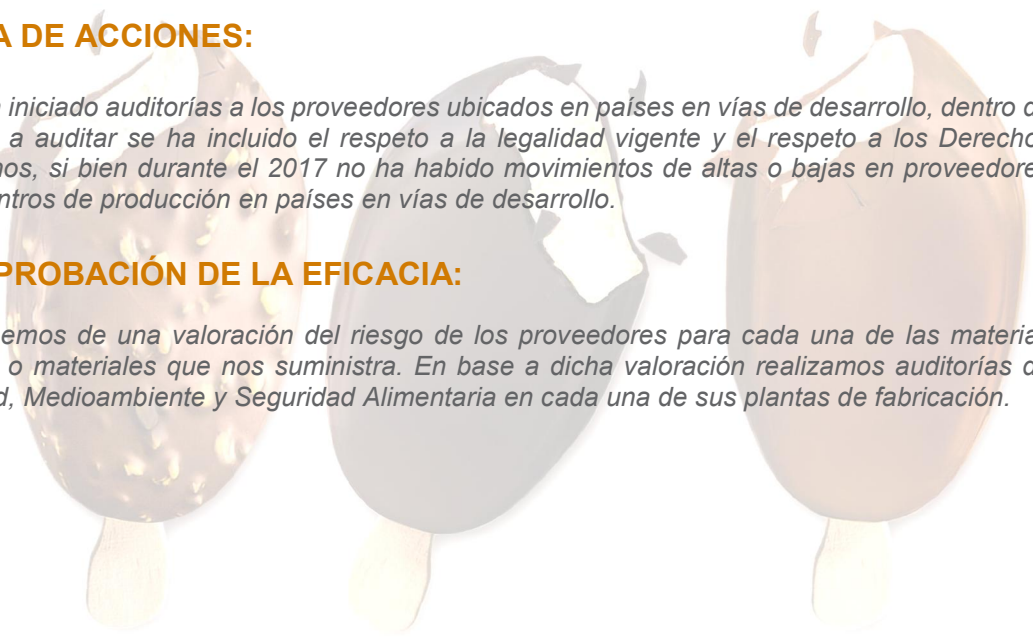 A DE ACCIONES:
iniciado auditorías a los proveedores ubicados en países en vías de desarrollo, dentro
a auditar se ha incluido el respeto a la legalidad vigente y el respeto a los Derecho
nos, si bien durante el 2017 no ha habido movimientos de altas o bajas en proveedore
ntros de producción en países en vías de desarrollo.
PROBACIÓN DE LA EFICACIA:
emos de una valoración del riesgo de los proveedores para cada una de las materia
o materiales que nos suministra. En base a dicha valoración realizamos auditorías d
d, Medioambiente y Seguridad Alimentaria en cada una de sus plantas de fabricación.